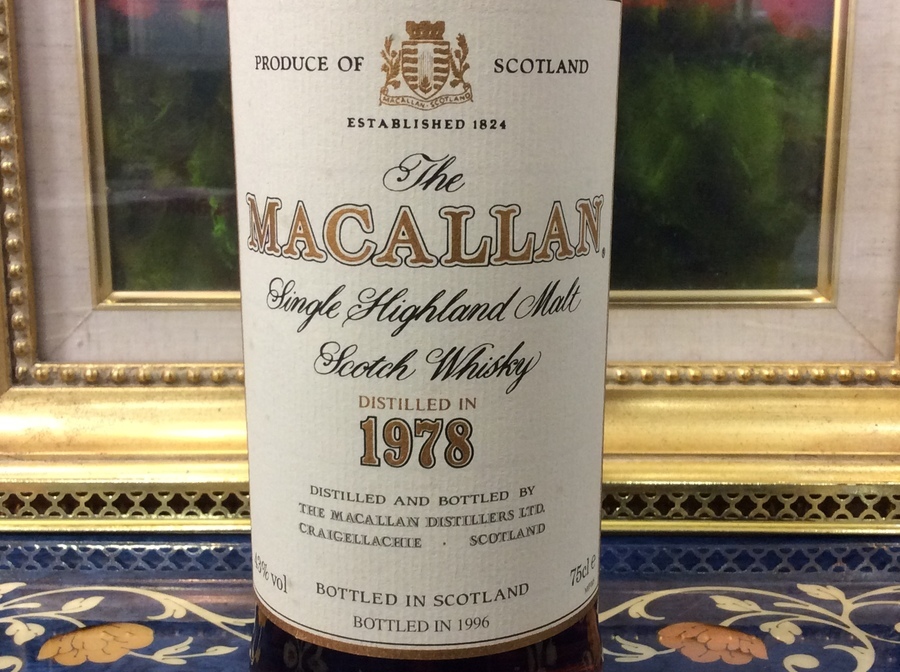 PRODUCE OF SCOTLAND
MACALLAN-SCOTLAND
ESTABLISHED 1824
The
MACALLAN.
Single Highland Malt
Scotch Whisky
DISTILLED IN
1978
DISTILLED AND BOTTLED BY
THE MACALLAN DISTILLERS LTD.
CRAIGELLACHIE · SCOTLAND
43% vol 75cl e
BOTTLED IN SCOTLAND
BOTTLED IN 1996